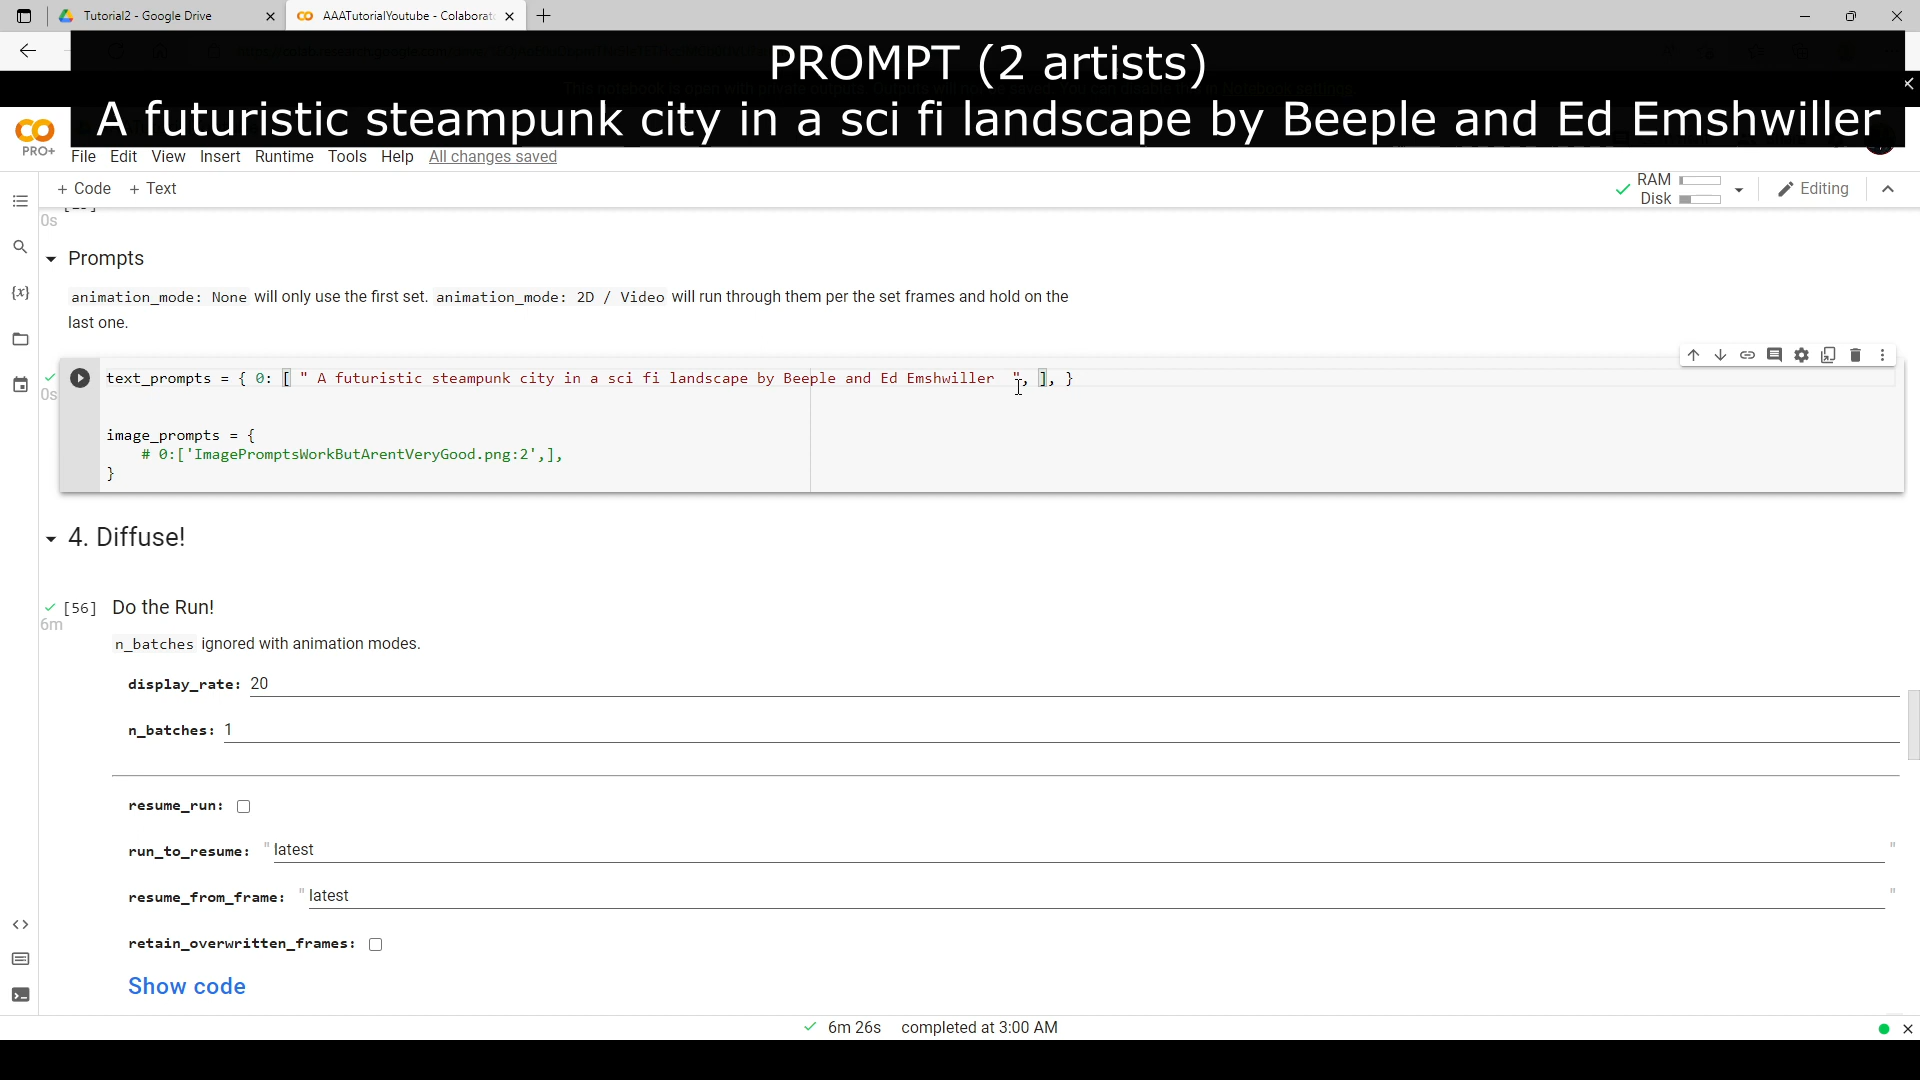 Tutorial2 - Google Drive
AAATutorialYoutube - Colaborat
PROMPT (2 artists)
A futuristic steampunk city in a sci fi landscape by Beeple and Ed Emshwiller
PRO+
File Edit View Insert Runtime Tools Help All changes saved
+ Code + Text
RAM
Disk
Editing
0s
Prompts
animation_mode: None will only use the first set. animation_mode: 2D / Video will run through them per the set frames and hold on the
last one.
0s
text_prompts = { 0: [ " A futuristic steampunk city in a sci fi landscape by Beeple and Ed Emshwiller  ", ], }
image_prompts = {
# 0:['ImagePromptsWorkButArentVeryGood.png:2',],
}
4. Diffuse!
[56] Do the Run!
6m
n_batches ignored with animation modes.
display_rate: 20
n_batches: 1
resume_run:
run_to_resume: " latest "
resume_from_frame: " latest "
retain_overwritten_frames:
Show code
6m 26s completed at 3:00 AM